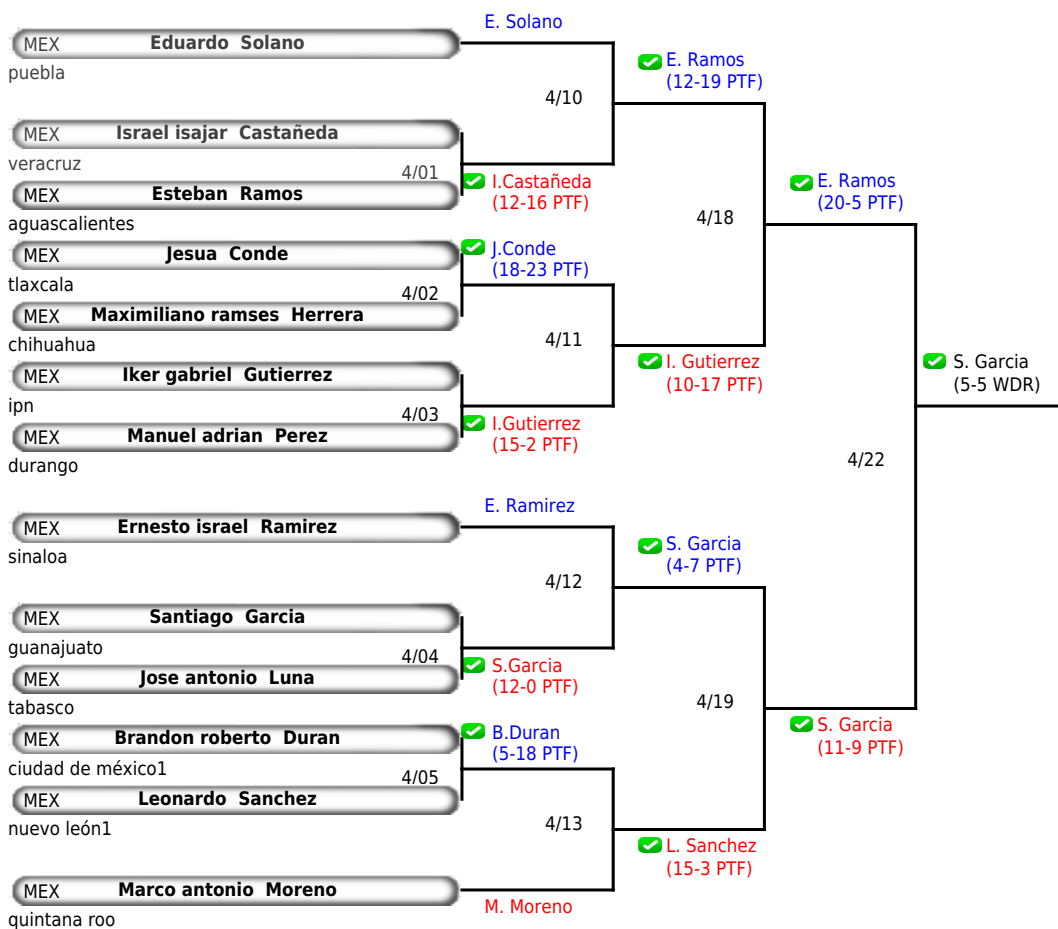 E. Solano
MEX Eduardo Solano
puebla
E. Ramos
(12-19 PTF)
4/10
MEX Israel isajar Castañeda
veracruz
4/01
I.Castañeda
(12-16 PTF)
MEX Esteban Ramos
aguascalientes
E. Ramos
(20-5 PTF)
4/18
MEX Jesua Conde
tlaxcala
J.Conde
(18-23 PTF)
4/02
MEX Maximiliano ramses Herrera
chihuahua
4/11
I. Gutierrez
(10-17 PTF)
MEX Iker gabriel Gutierrez
ipn
4/03
I.Gutierrez
(15-2 PTF)
MEX Manuel adrian Perez
durango
S. Garcia
(5-5 WDR)
4/22
E. Ramirez
MEX Ernesto israel Ramirez
sinaloa
S. Garcia
(4-7 PTF)
4/12
MEX Santiago Garcia
guanajuato
4/04
S.Garcia
(12-0 PTF)
MEX Jose antonio Luna
tabasco
4/19
S. Garcia
(11-9 PTF)
MEX Brandon roberto Duran
ciudad de méxico1
B.Duran
(5-18 PTF)
4/05
MEX Leonardo Sanchez
nuevo león1
4/13
L. Sanchez
(15-3 PTF)
MEX Marco antonio Moreno
quintana roo
M. Moreno